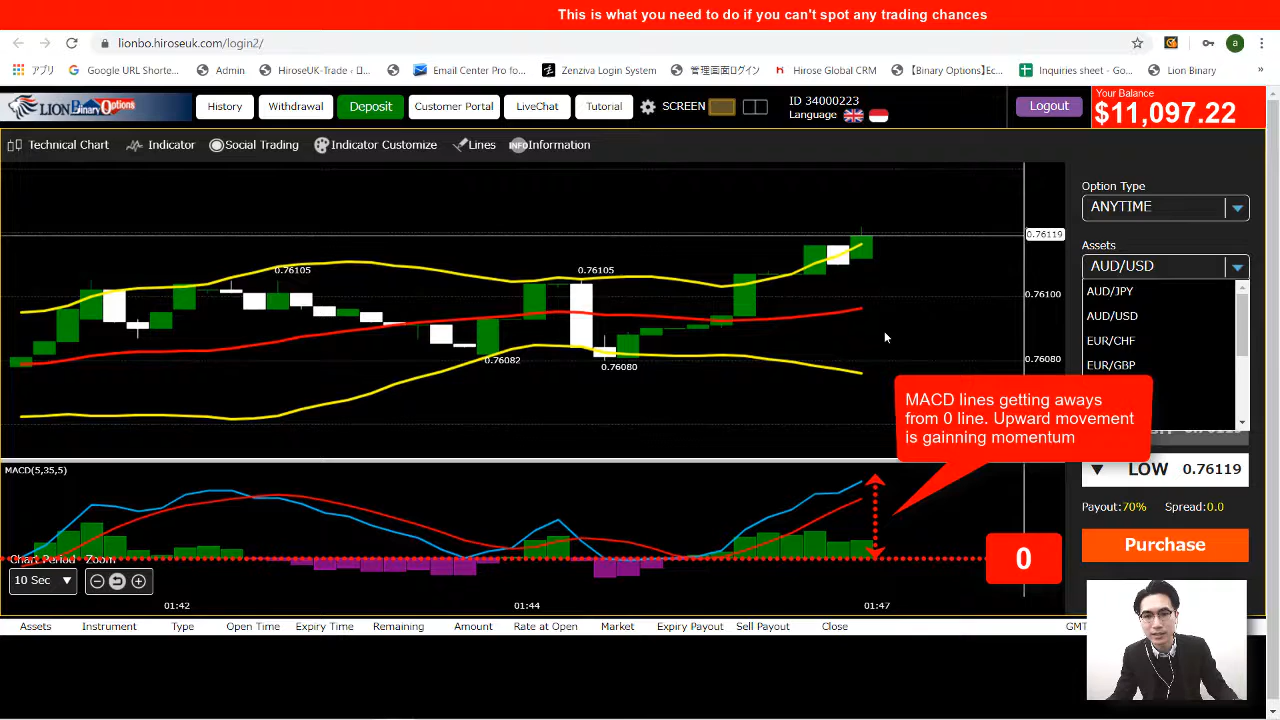 This is what you need to do if you can't spot any trading chances
lionbo.hiroseuk.com/login2/
a
アプリ Google URL Shorte... Admin HiroseUK-Trade ‹ ロ... Email Center Pro fo... Zenziva Login System 管理画面ログイン Hirose Global CRM 【Binary Options】Ec... Inquiries sheet - Go... Lion Binary »
LION Binary Options
History Withdrawal Deposit Customer Portal LiveChat Tutorial SCREEN
ID 34000223
Language
Logout
Your Balance
$11,097.22
Technical Chart Indicator Social Trading Indicator Customize Lines INFO Information
Option Type
ANYTIME
Assets
AUD/USD
AUD/JPY
AUD/USD
EUR/CHF
EUR/GBP
0.76119
0.76105 0.76105
0.76100
0.76082
0.76080
0.76080
MACD lines getting aways
from 0 line. Upward movement
is gainning momentum
MACD(5,35,5)
LOW 0.76119
Payout:70% Spread:0.0
Purchase
0
Chart Period Zoom
10 Sec
01:42 01:44 01:47
Assets Instrument Type Open Time Expiry Time Remaining Amount Rate at Open Market Expiry Payout Sell Payout Close GMT